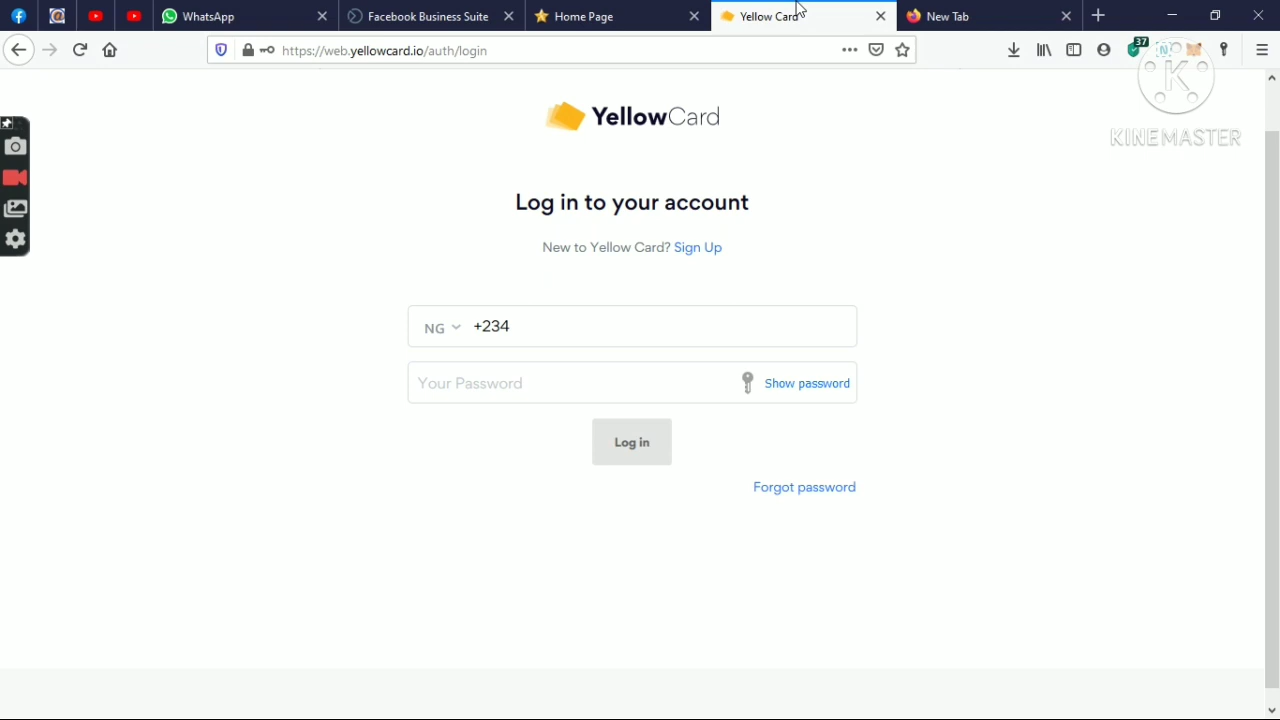 WhatsApp
Facebook Business Suite
Home Page
Yellow Card
New Tab
https://web.yellowcard.io/auth/login
37
N
K
KINEMASTER
YellowCard
Log in to your account
New to Yellow Card? Sign Up
NG +234
Your Password Show password
Log in
Forgot password